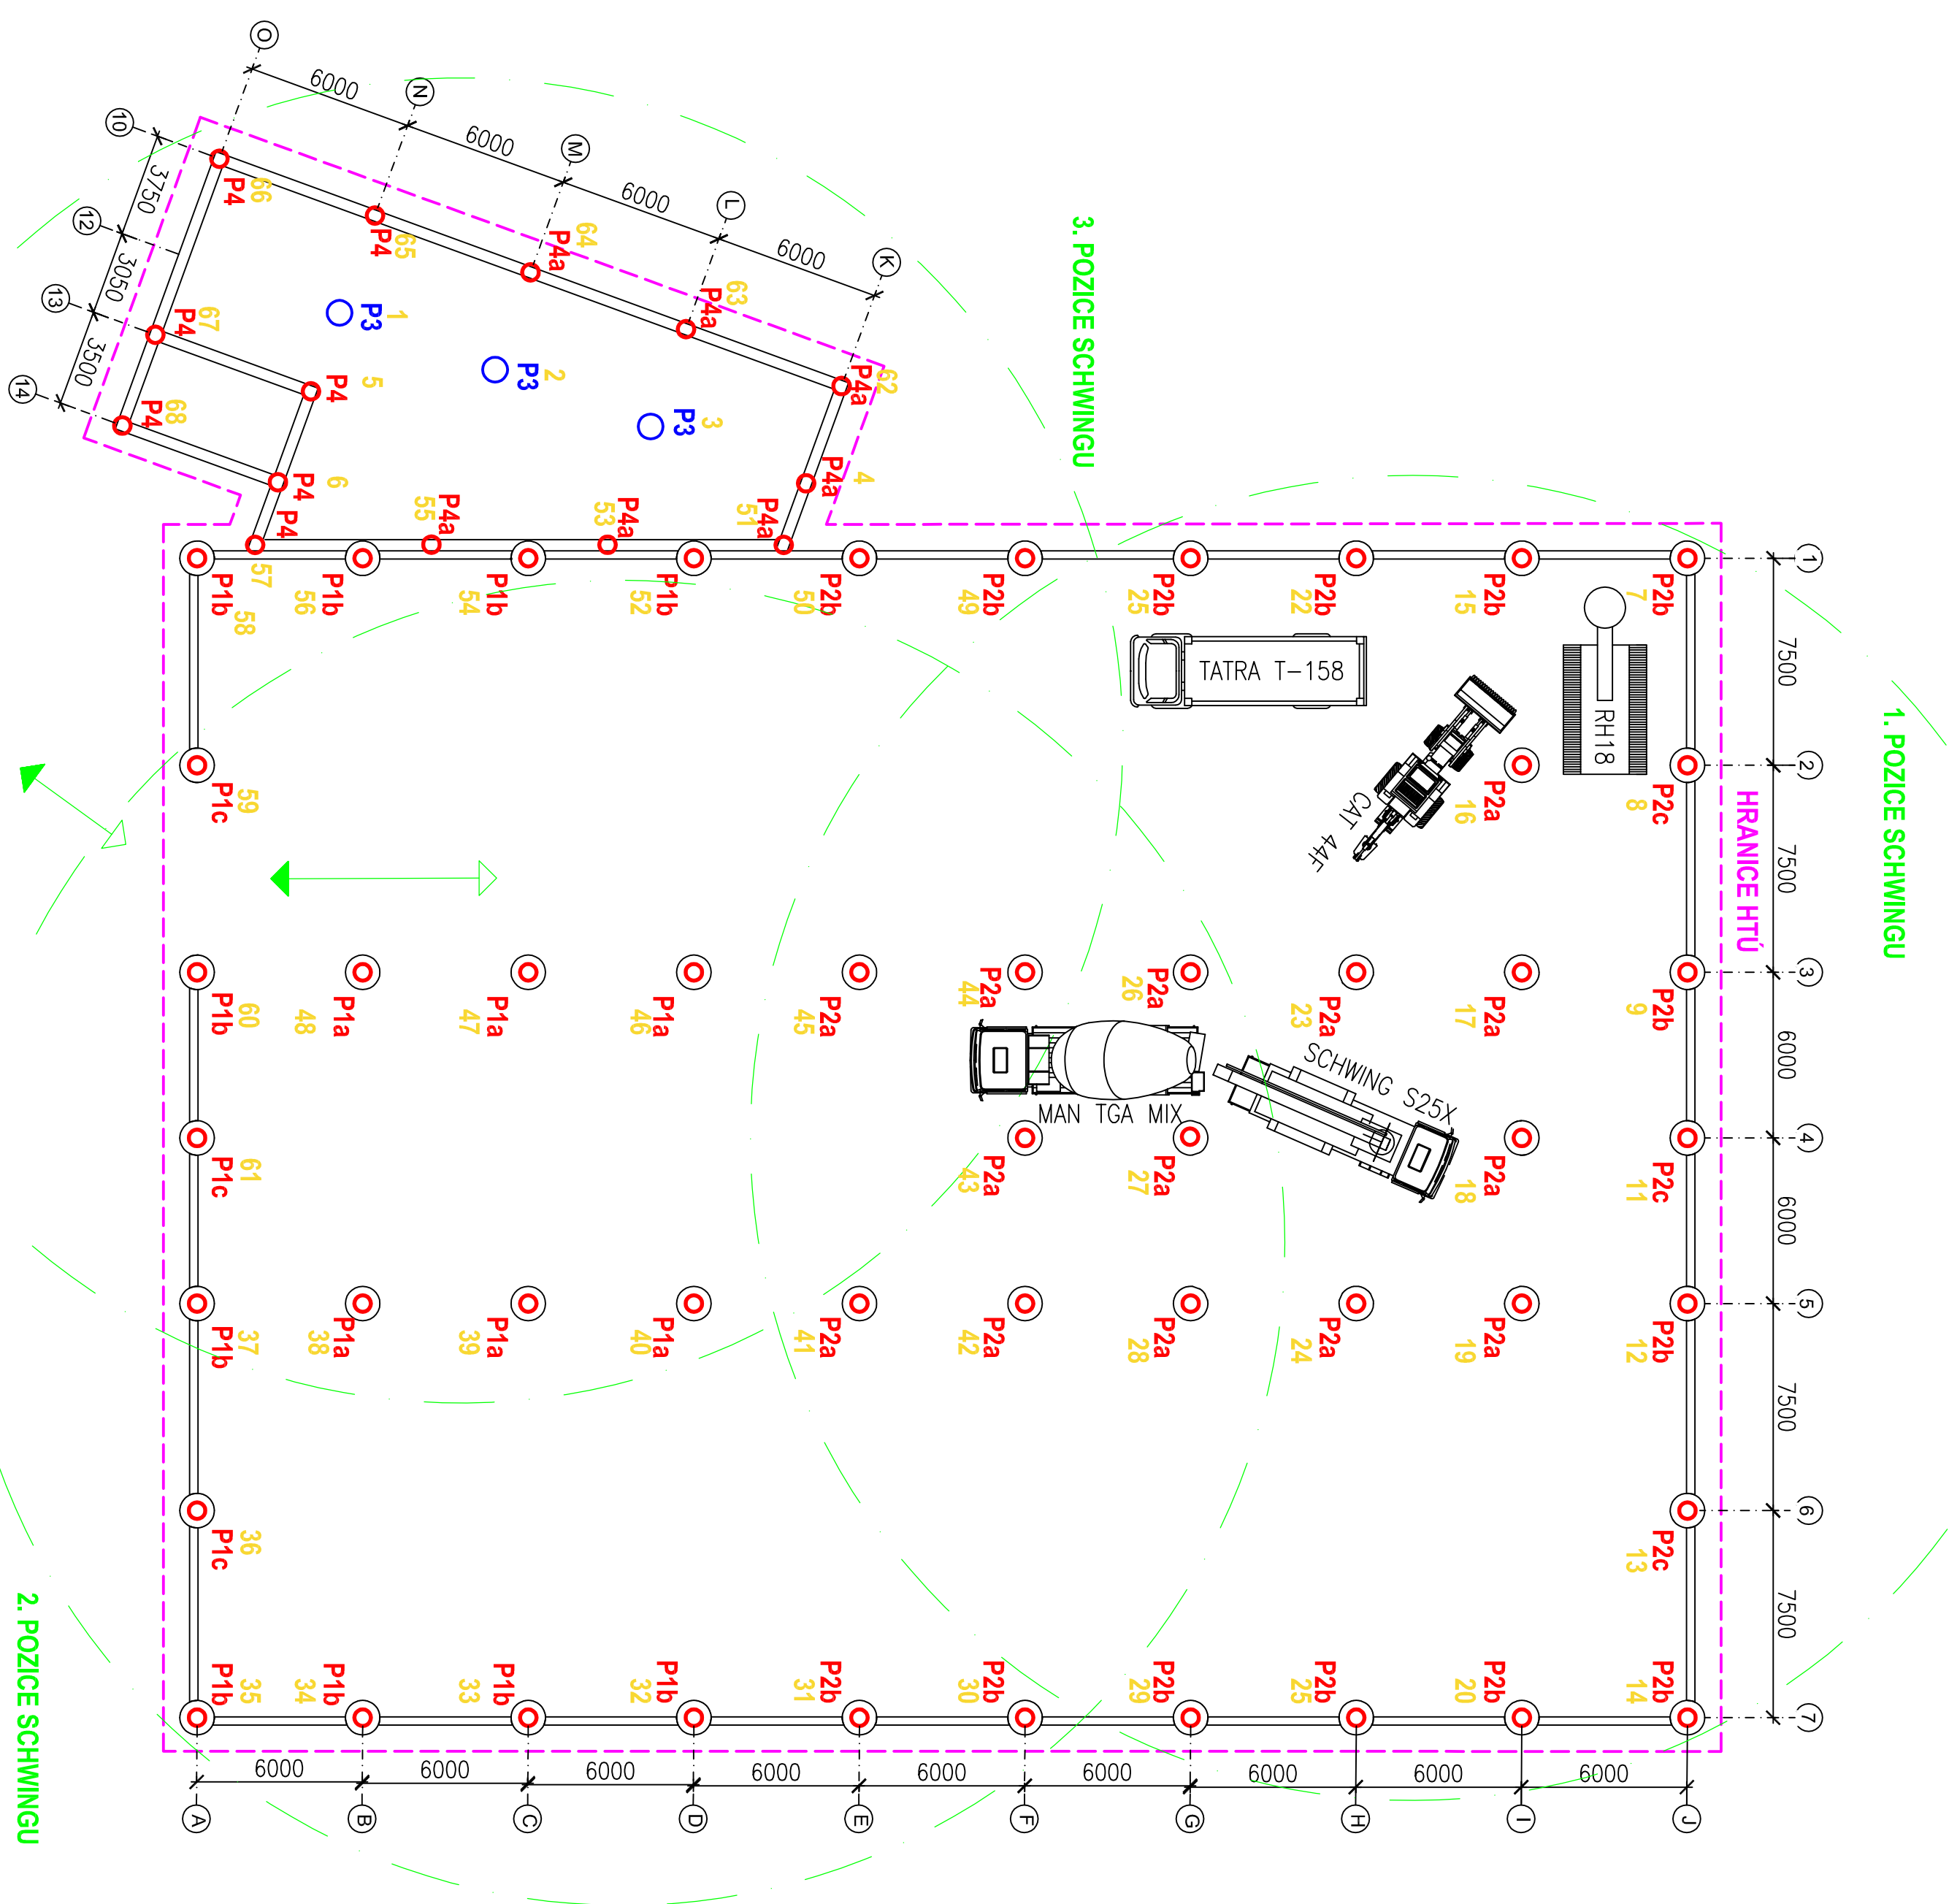 1. POZICE SCHWINGU
HRANICE HTÚ
1
7500
2
7500
3
6000
4
6000
5
7500
6
7500
7
P2b
7
P2c
8
P2b
9
P2c
11
P2b
12
P2c
13
P2b
14
J
6000
RH18
P2b
15
P2a
16
P2a
17
P2a
18
P2a
19
P2b
20
I
6000
CAT 44F
SCHWING S25X
P2b
22
P2a
23
P2a
24
P2b
25
H
6000
TATRA T-158
P2b
25
P2a
26
P2a
27
P2a
28
P2b
29
G
6000
MAN TGA MIX
3. POZICE SCHWINGU
P2b
49
P2a
44
P2a
43
P2a
42
P2b
30
F
6000
P2b
50
P2a
45
P2a
41
P2b
31
E
6000
P1b
52
P1a
46
P1a
40
P1b
32
D
6000
P1b
54
P1a
47
P1a
39
P1b
33
C
6000
P1b
56
P1a
48
P1a
38
P1b
34
B
6000
P1b
58
59
P1c
60
P1b
61
P1c
37
P1b
36
P1c
35
P1b
A
K
6000
L
6000
M
6000
N
6000
O
10
3750
12
3050
13
3500
14
62
P4a
63
P4a
64
P4a
65
P4
66
P4
4
P4a
3
P3
2
P3
1
P3
67
P4
5
P4
68
P4
6
P4
51
P4a
53
P4a
P4a
55
P4
57
2. POZICE SCHWINGU